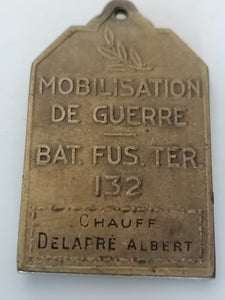 MOBILISATION
DE GUERRE
BAT. FUS. TER.
132
CHAUFF
DELAPRÉ ALBERT